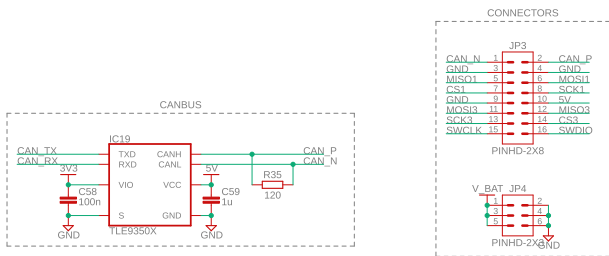 CONNECTORS
JP3
CAN_N 1 2 CAN_P
GND 3 4 GND
MISO1 5 6 MOSI1
CS1 7 8 SCK1
GND 9 10 5V
MOSI3 11 12 MISO3
SCK3 13 14 CS3
SWCLK 15 16 SWDIO
PINHD-2X8
CANBUS
IC19
CAN_TX TXD CANH CAN_P
CAN_RX RXD CANL CAN_N
3V3 5V R35
VIO VCC 120
C58 C59
100n 1u
S GND
GND TLE9350X GND
V_BAT JP4
1 2
3 4
5 6
PINHD-2X3
GND